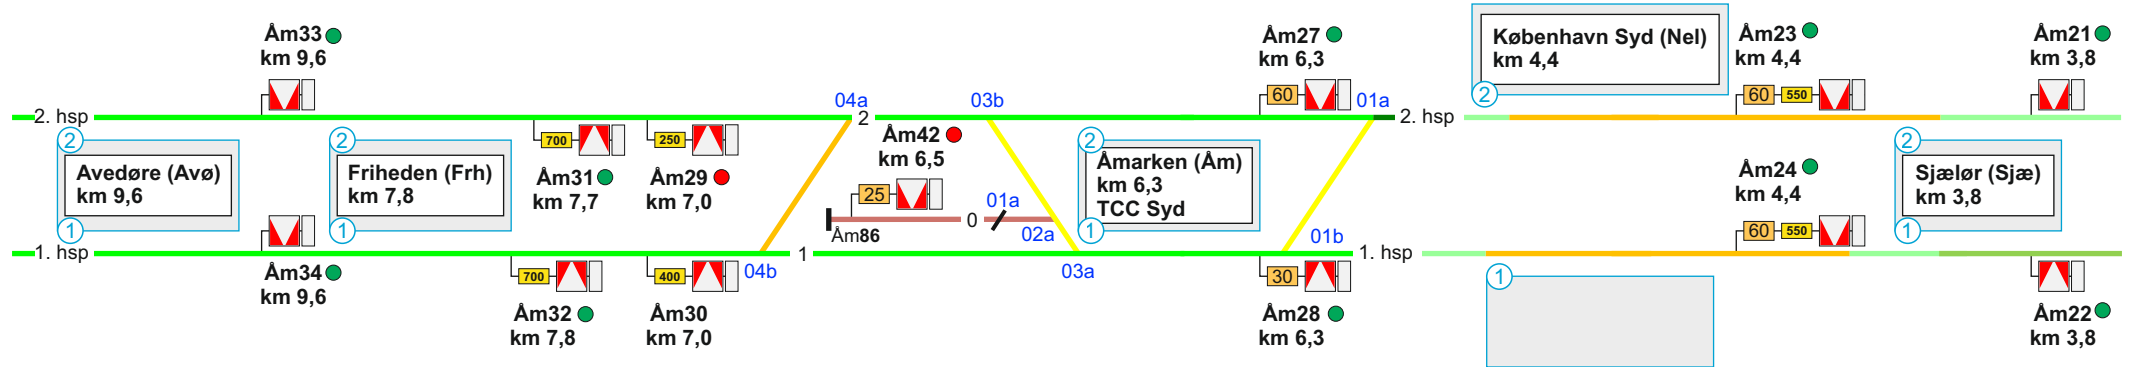 Åm33
km 9,6
Åm27
km 6,3
København Syd (Nel)
km 4,4
2
Åm23
km 4,4
Åm21
km 3,8
60
60
550
04a
03b
01a
2. hsp
2
2. hsp
700
250
Åm42
km 6,5
2
Avedøre (Avø)
km 9,6
1
2
Friheden (Frh)
km 7,8
1
Åm31
km 7,7
Åm29
km 7,0
25
01a
0
02a
Åm86
2
Åmarken (Åm)
km 6,3
TCC Syd
1
Åm24
km 4,4
60
550
2
Sjælør (Sjæ)
km 3,8
1
01b
1. hsp
1
1. hsp
04b
03a
Åm34
km 9,6
700
400
30
1
Åm32
km 7,8
Åm30
km 7,0
Åm28
km 6,3
Åm22
km 3,8